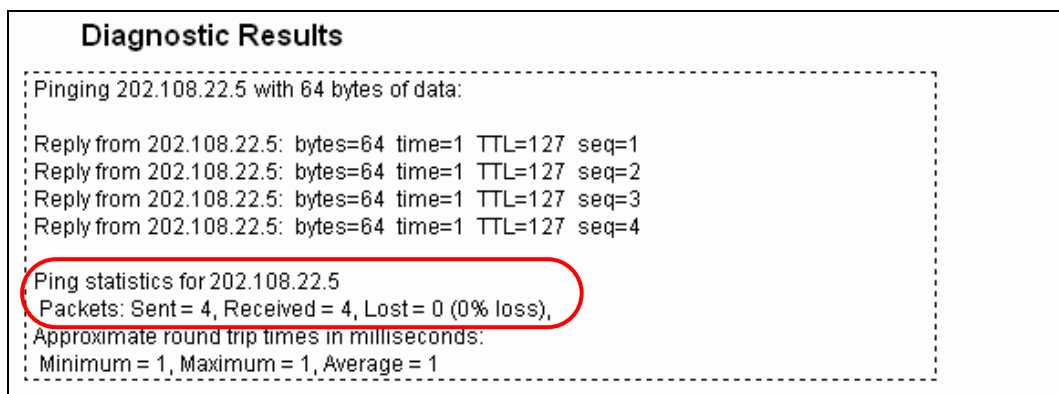 Diagnostic Results
Pinging 202.108.22.5 with 64 bytes of data:
Reply from 202.108.22.5: bytes=64 time=1 TTL=127 seq=1
Reply from 202.108.22.5: bytes=64 time=1 TTL=127 seq=2
Reply from 202.108.22.5: bytes=64 time=1 TTL=127 seq=3
Reply from 202.108.22.5: bytes=64 time=1 TTL=127 seq=4
Ping statistics for 202.108.22.5
Packets: Sent = 4, Received = 4, Lost = 0 (0% loss),
Approximate round trip times in milliseconds:
Minimum = 1, Maximum = 1, Average = 1